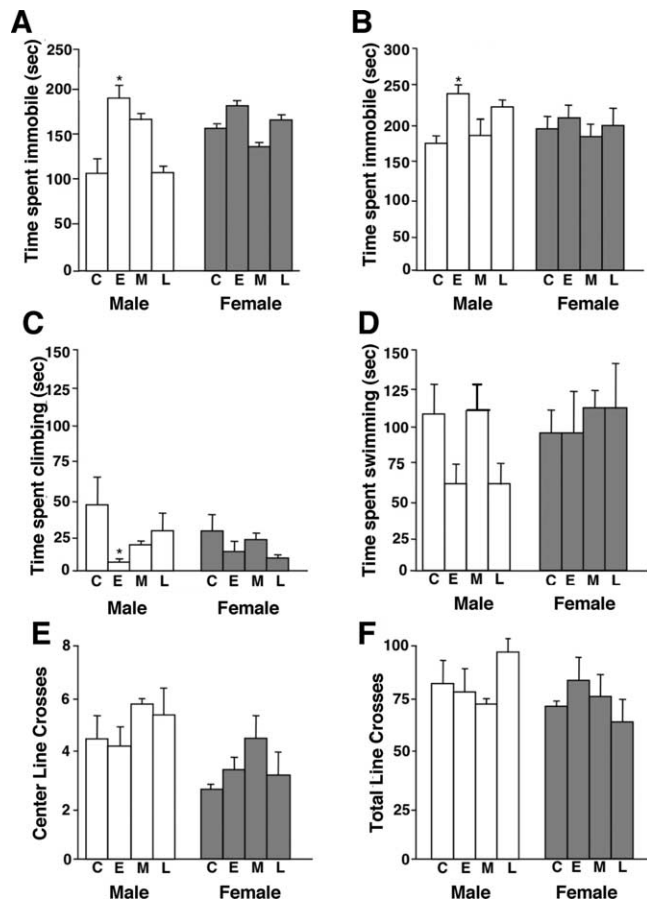 A
Time spent immobile (sec)
250
200
150
100
50
0
*
C E M L C E M L
Male Female
B
Time spent immobile (sec)
300
250
200
150
100
50
0
*
C E M L C E M L
Male Female
C
Time spent climbing (sec)
150
125
100
75
50
25
0
*
C E M L C E M L
Male Female
D
Time spent swimming (sec)
150
125
100
75
50
25
0
C E M L C E M L
Male Female
E
Center Line Crosses
8
6
4
2
0
C E M L C E M L
Male Female
F
Total Line Crosses
100
75
50
25
0
C E M L C E M L
Male Female